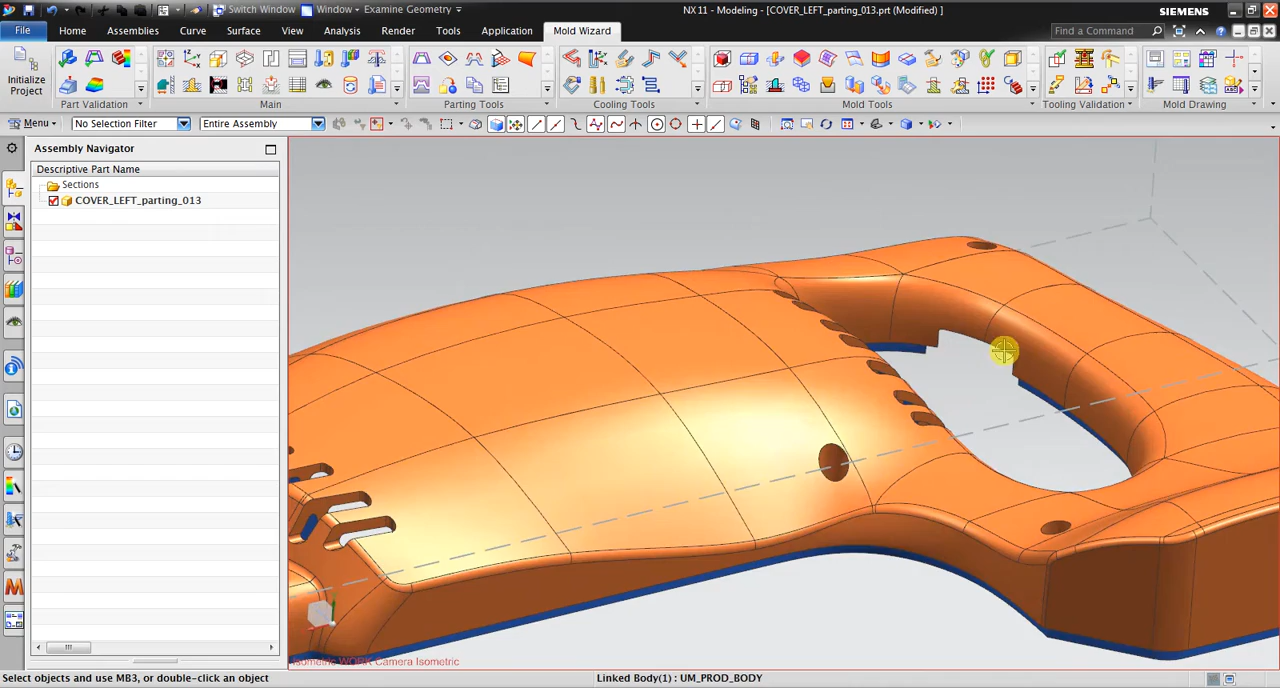 Switch Window
Window
Examine Geometry
NX 11 - Modeling - [COVER_LEFT_parting_013.prt (Modified) ]
SIEMENS
File
Home
Assemblies
Curve
Surface
View
Analysis
Render
Tools
Application
Mold Wizard
Find a Command
Initialize
Project
Part Validation
Main
Parting Tools
Cooling Tools
Mold Tools
Tooling Validation
Mold Drawing
Menu
No Selection Filter
Entire Assembly
Assembly Navigator
Descriptive Part Name
Sections
COVER_LEFT_parting_013
Isometric WORK Camera Isometric
Select objects and use MB3, or double-click an object
Linked Body(1) : UM_PROD_BODY